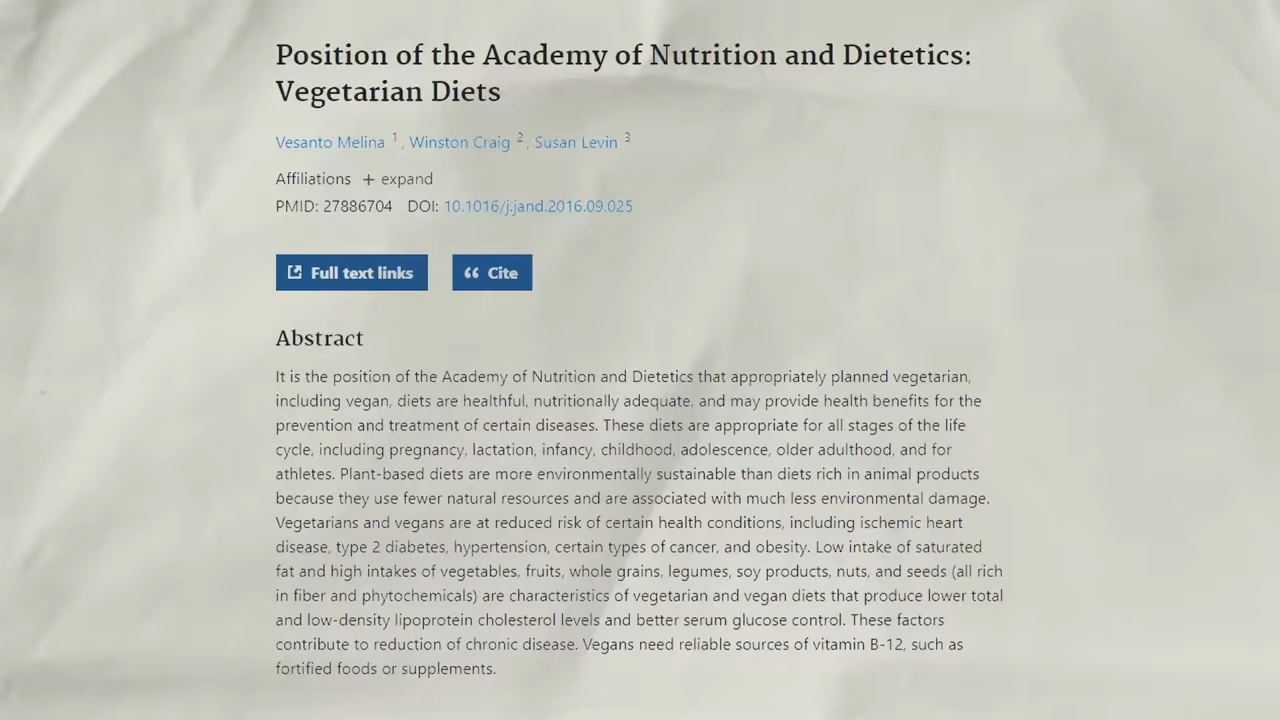 Position of the Academy of Nutrition and Dietetics:
Vegetarian Diets
Vesanto Melina 1, Winston Craig 2, Susan Levin 3
Affiliations + expand
PMID: 27886704 DOI: 10.1016/j.jand.2016.09.025
Full text links
Cite
Abstract
It is the position of the Academy of Nutrition and Dietetics that appropriately planned vegetarian,
including vegan, diets are healthful, nutritionally adequate, and may provide health benefits for the
prevention and treatment of certain diseases. These diets are appropriate for all stages of the life
cycle, including pregnancy, lactation, infancy, childhood, adolescence, older adulthood, and for
athletes. Plant-based diets are more environmentally sustainable than diets rich in animal products
because they use fewer natural resources and are associated with much less environmental damage.
Vegetarians and vegans are at reduced risk of certain health conditions, including ischemic heart
disease, type 2 diabetes, hypertension, certain types of cancer, and obesity. Low intake of saturated
fat and high intakes of vegetables, fruits, whole grains, legumes, soy products, nuts, and seeds (all rich
in fiber and phytochemicals) are characteristics of vegetarian and vegan diets that produce lower total
and low-density lipoprotein cholesterol levels and better serum glucose control. These factors
contribute to reduction of chronic disease. Vegans need reliable sources of vitamin B-12, such as
fortified foods or supplements.